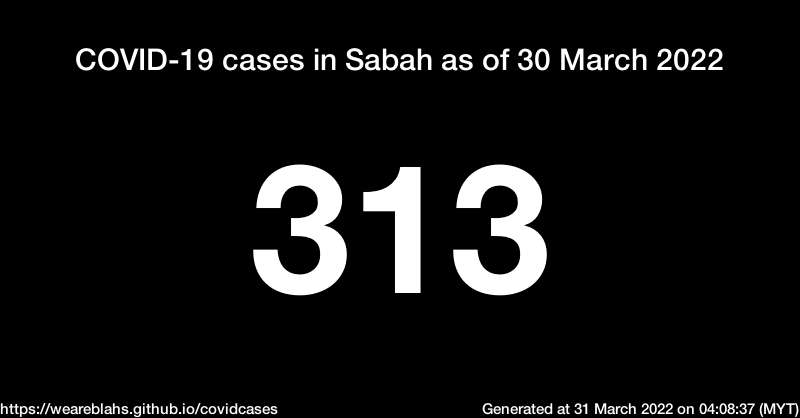 COVID-19 cases in Sabah as of 30 March 2022
313
https://weareblahs.github.io/covidcases
Generated at 31 March 2022 on 04:08:37 (MYT)